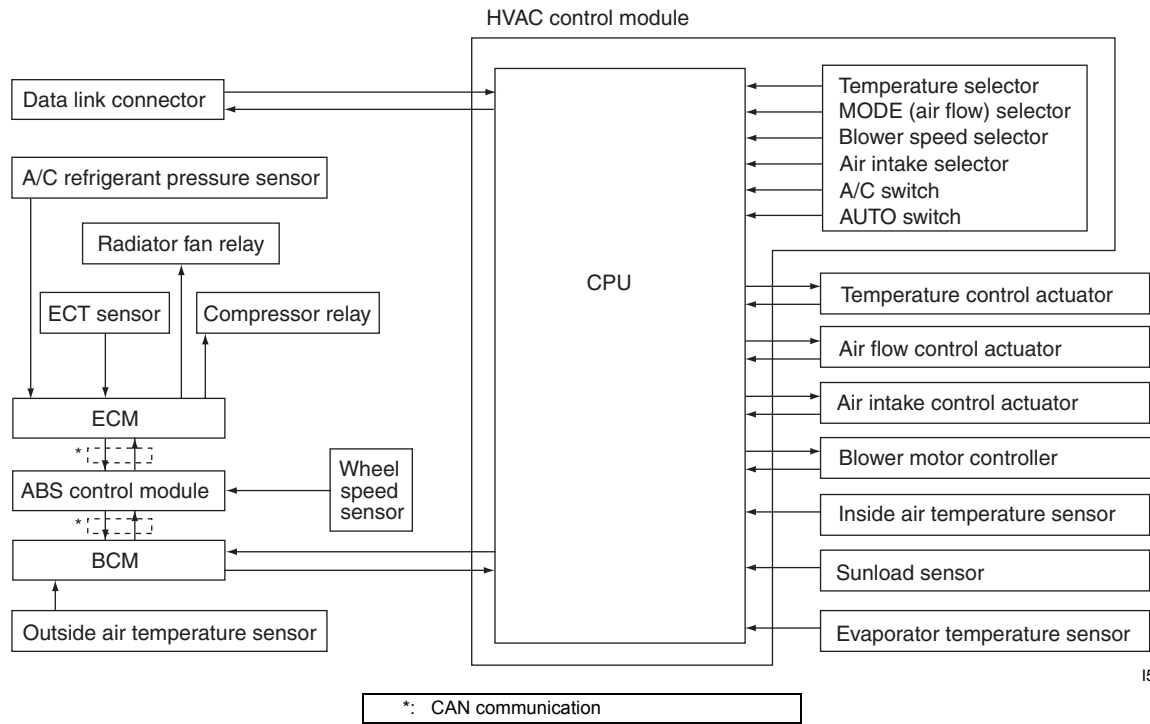 HVAC control module
Data link connector
A/C refrigerant pressure sensor
Radiator fan relay
ECT sensor
Compressor relay
ECM
*
ABS control module
Wheel
speed
sensor
*
BCM
Outside air temperature sensor
CPU
Temperature selector
MODE (air flow) selector
Blower speed selector
Air intake selector
A/C switch
AUTO switch
Temperature control actuator
Air flow control actuator
Air intake control actuator
Blower motor controller
Inside air temperature sensor
Sunload sensor
Evaporator temperature sensor
*: CAN communication